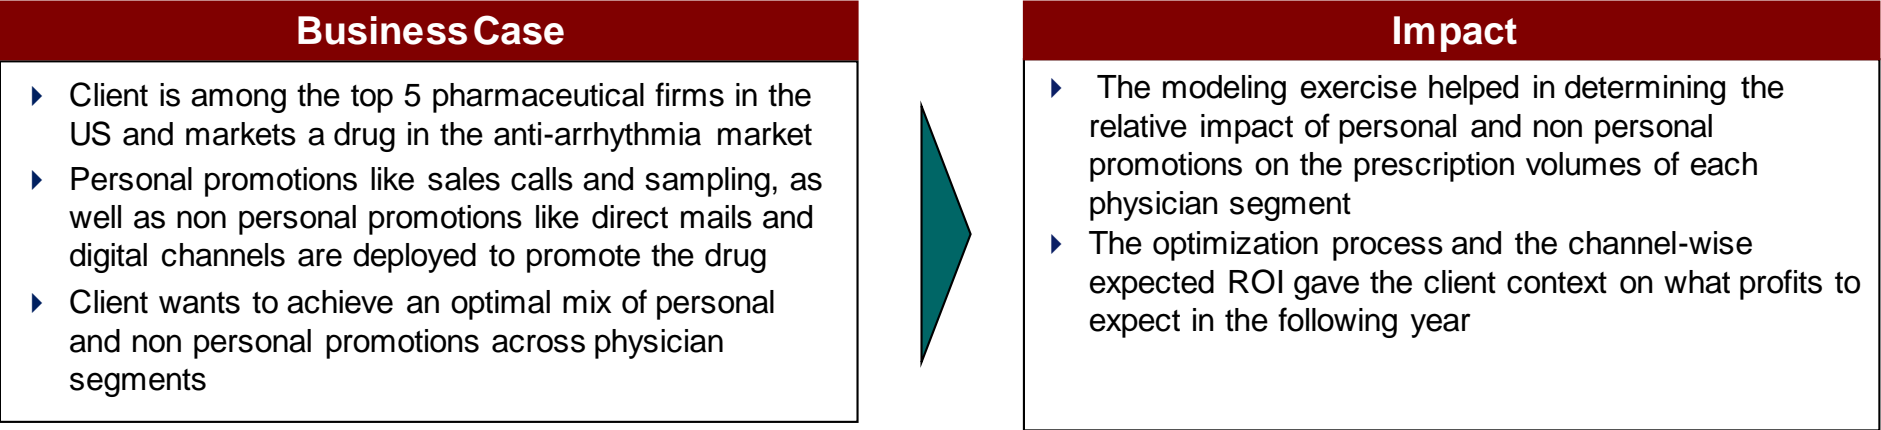 Business Case
Client is among the top 5 pharmaceutical firms in the
US and markets a drug in the anti-arrhythmia market
Personal promotions like sales calls and sampling, as
well as non personal promotions like direct mails and
digital channels are deployed to promote the drug
Client wants to achieve an optimal mix of personal
and non personal promotions across physician
segments
Impact
The modeling exercise helped in determining the
relative impact of personal and non personal
promotions on the prescription volumes of each
physician segment
The optimization process and the channel-wise
expected ROI gave the client context on what profits to
expect in the following year